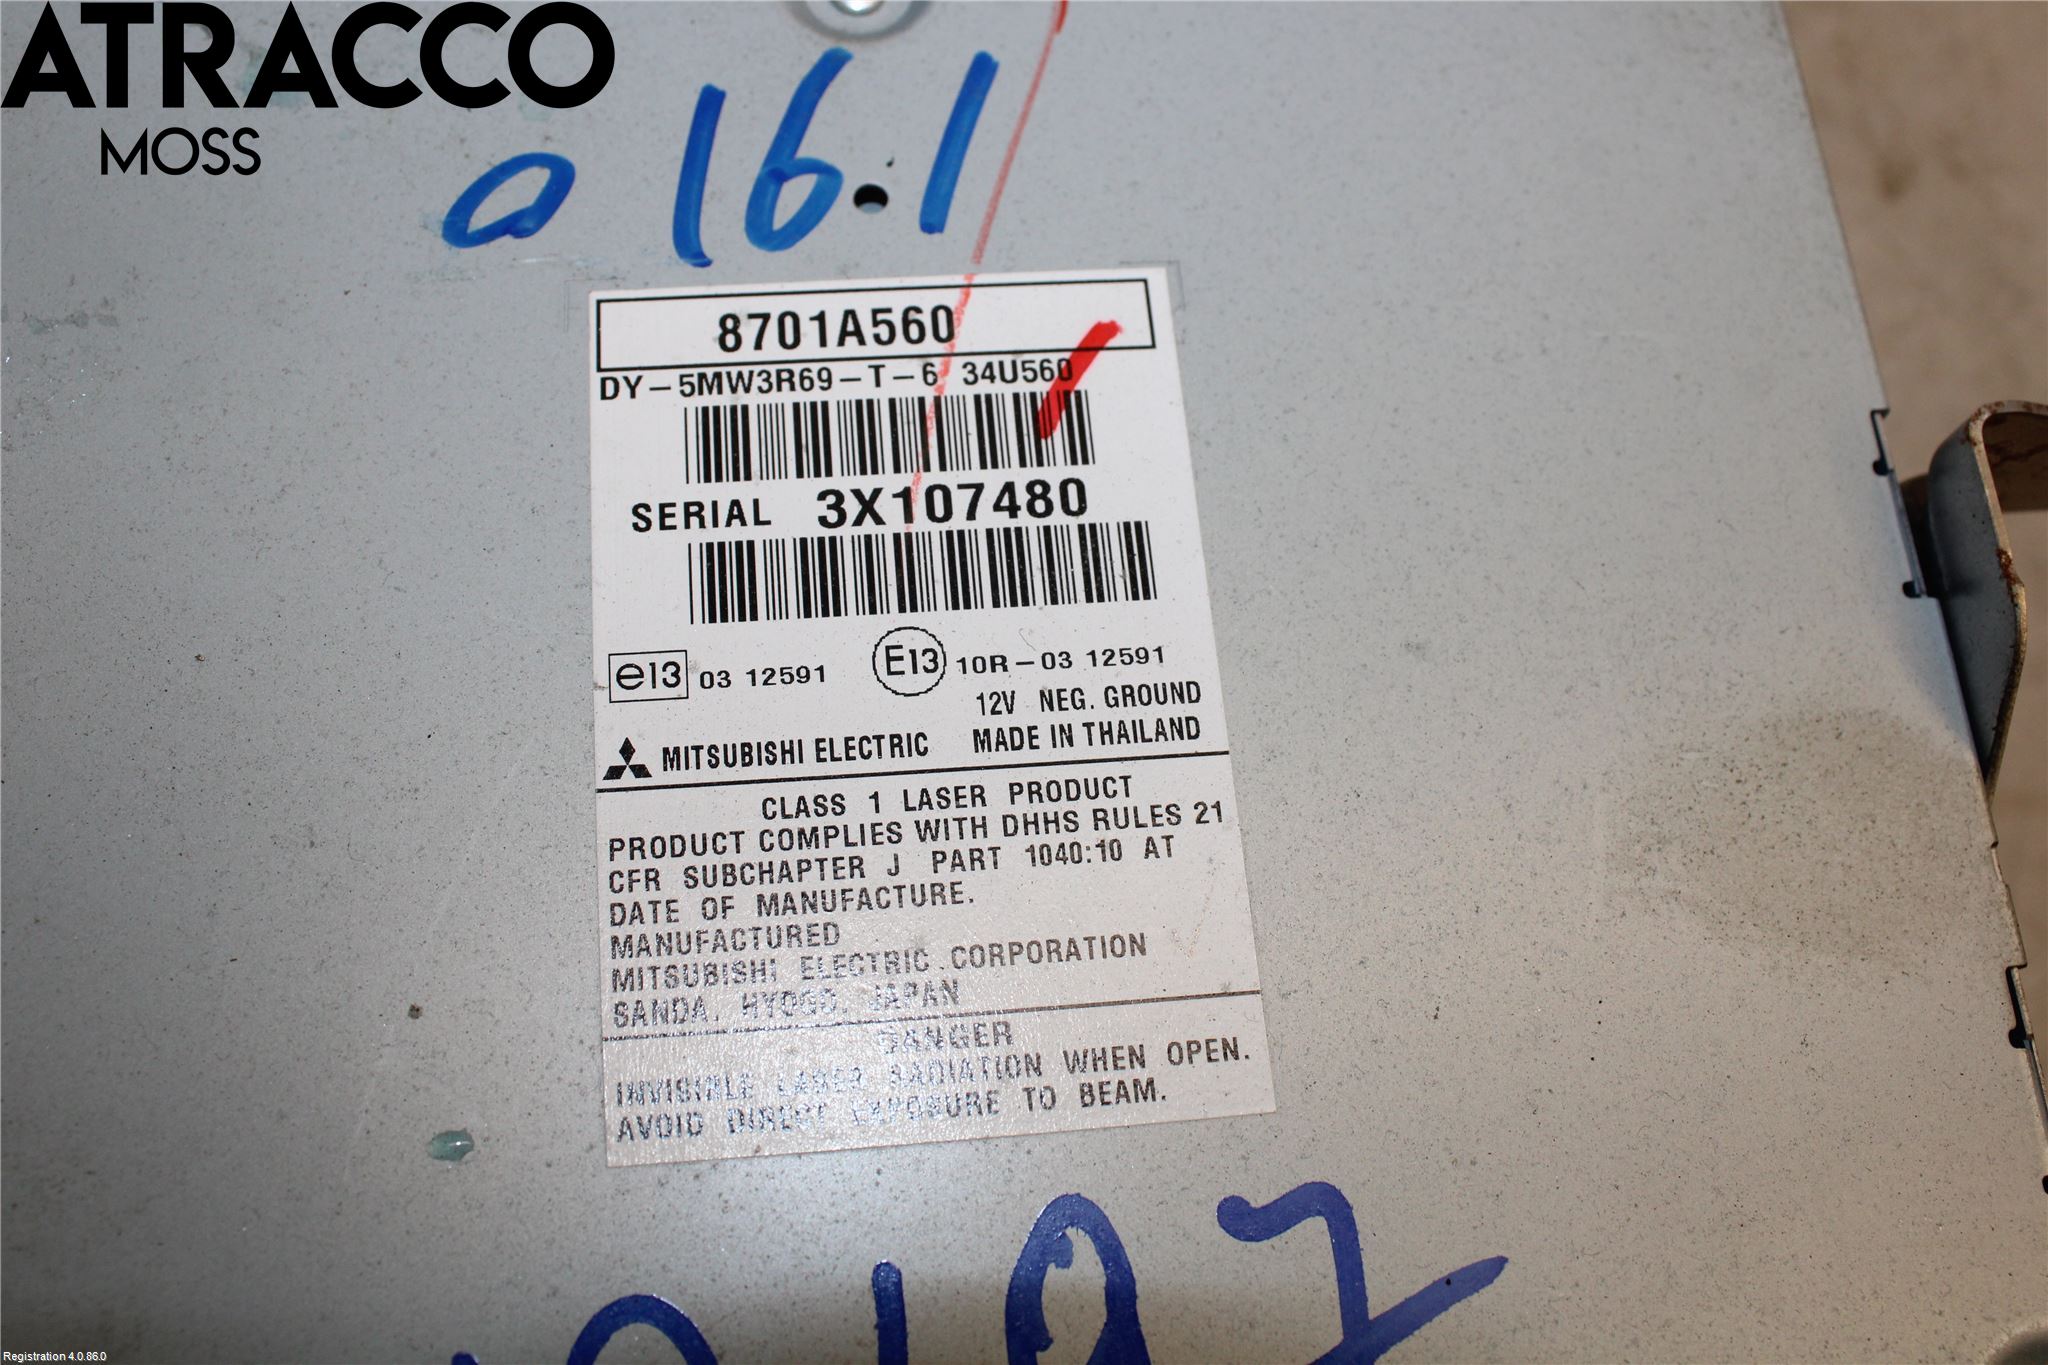 ATRACCO
MOSS
0 16.1
8701A560
DY-5MW3R69-T-6 34U560
SERIAL 3X107480
e13 03 12591 E13 10R-03 12591
12V NEG. GROUND
MITSUBISHI ELECTRIC MADE IN THAILAND
CLASS 1 LASER PRODUCT
PRODUCT COMPLIES WITH DHHS RULES 21
CFR SUBCHAPTER J PART 1040:10 AT
DATE OF MANUFACTURE.
MANUFACTURED
MITSUBISHI ELECTRIC CORPORATION
SANDA, HYOGO, JAPAN
DANGER
INVISIBLE LASER RADIATION WHEN OPEN.
AVOID DIRECT EXPOSURE TO BEAM.
Registration 4.0.86.0